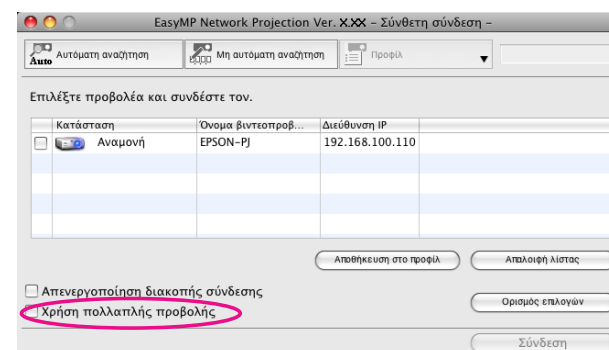 EasyMP Network Projection Ver. X.XX – Σύνθετη σύνδεση –
Auto Αυτόματη αναζήτηση Μη αυτόματη αναζήτηση Προφίλ
Επιλέξτε προβολέα και συνδέστε τον.
Κατάσταση Όνομα βιντεοπροβ... Διεύθυνση IP
Αναμονή EPSON-PJ 192.168.100.110
Αποθήκευση στο προφίλ Απαλοιφή λίστας
Απενεργοποίηση διακοπής σύνδεσης
Ορισμός επιλογών
Χρήση πολλαπλής προβολής
Σύνδεση